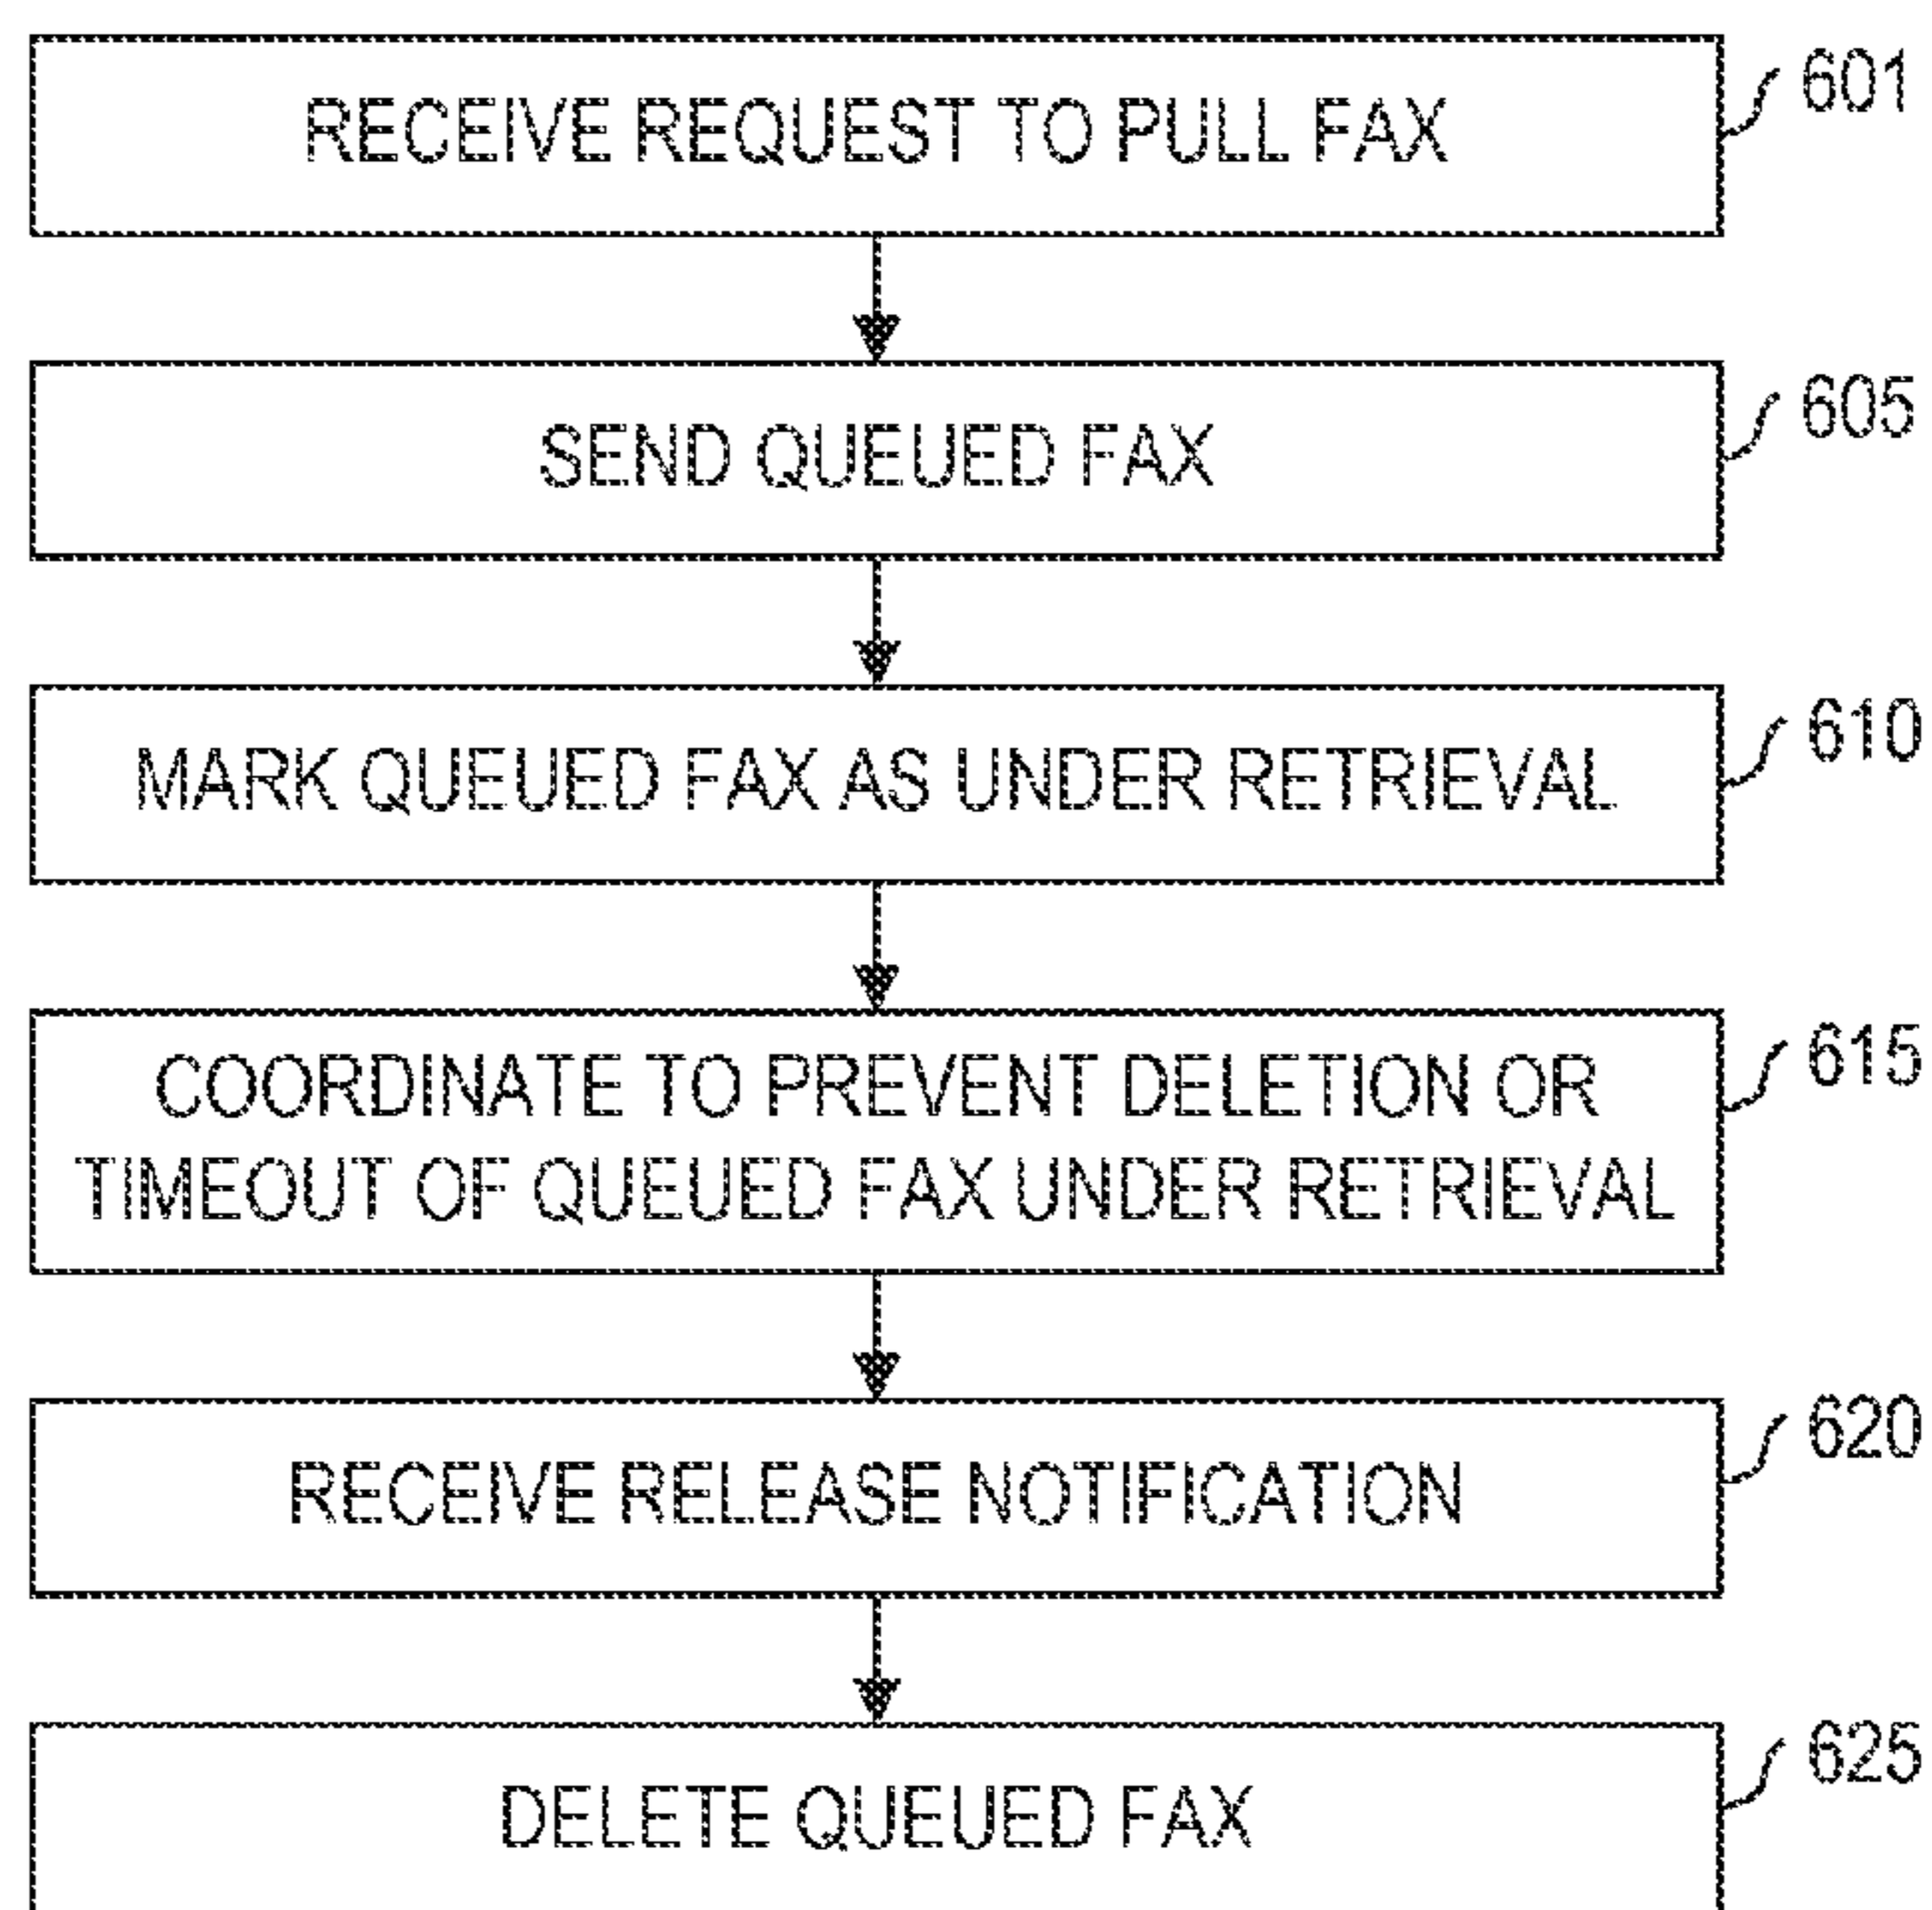 RECEIVE REQUEST TO PULL FAX
601
SEND QUEUED FAX
605
MARK QUEUED FAX AS UNDER RETRIEVAL
610
COORDINATE TO PREVENT DELETION OR
TIMEOUT OF QUEUED FAX UNDER RETRIEVAL
615
RECEIVE RELEASE NOTIFICATION
620
DELETE QUEUED FAX
625